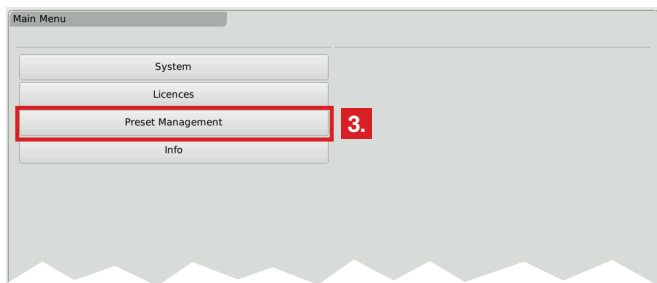 Main Menu
System
Licences
Preset Management
3.
Info